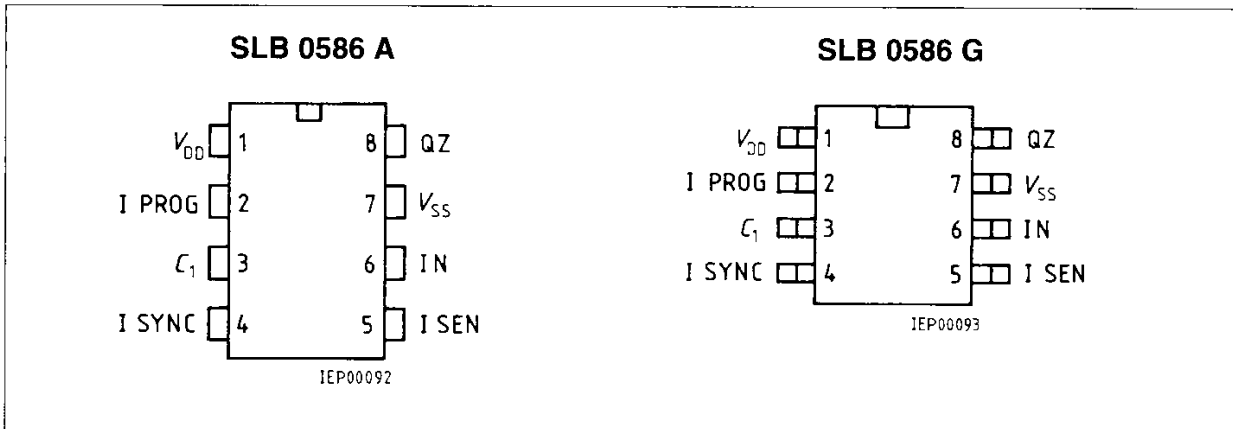 SLB 0586 A
V_DD 1 8 QZ
I PROG 2 7 V_SS
C_1 3 6 IN
I SYNC 4 5 I SEN
IEP00092
SLB 0586 G
V_DD 1 8 QZ
I PROG 2 7 V_SS
C_1 3 6 IN
I SYNC 4 5 I SEN
IEP00093